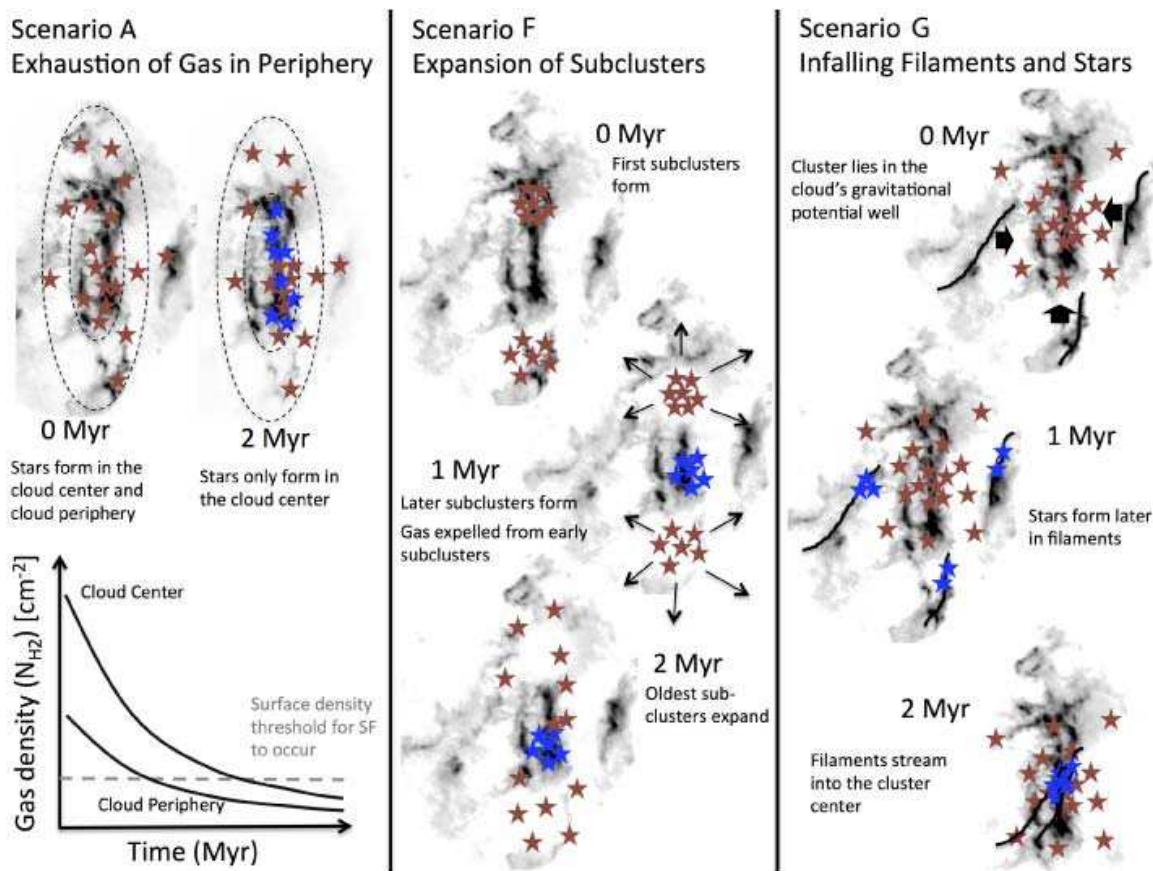 Scenario A
Exhaustion of Gas in Periphery
0 Myr
Stars form in the
cloud center and
cloud periphery
2 Myr
Stars only form in
the cloud center
Gas density (N_H2) [cm⁻²]
Cloud Center
Surface density
threshold for SF
to occur
Cloud Periphery
Time (Myr)
Scenario F
Expansion of Subclusters
0 Myr
First subclusters
form
1 Myr
Later subclusters form
Gas expelled from early
subclusters
2 Myr
Oldest sub-
clusters expand
Scenario G
Infalling Filaments and Stars
0 Myr
Cluster lies in the
cloud's gravitational
potential well
1 Myr
Stars form later
in filaments
2 Myr
Filaments stream
into the cluster
center